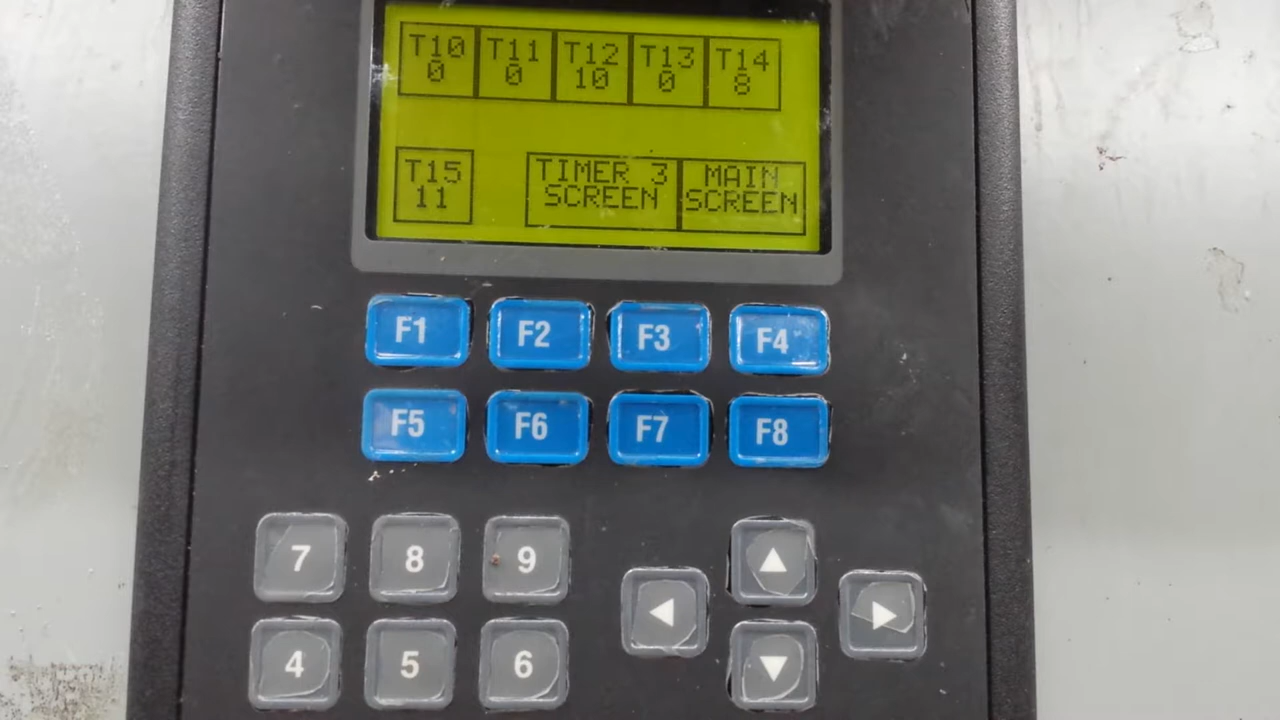 T10 T11 T12 T13 T14
0 0 10 0 8
T15 TIMER 3 MAIN
11 SCREEN SCREEN
F1 F2 F3 F4
F5 F6 F7 F8
7 8 9
4 5 6